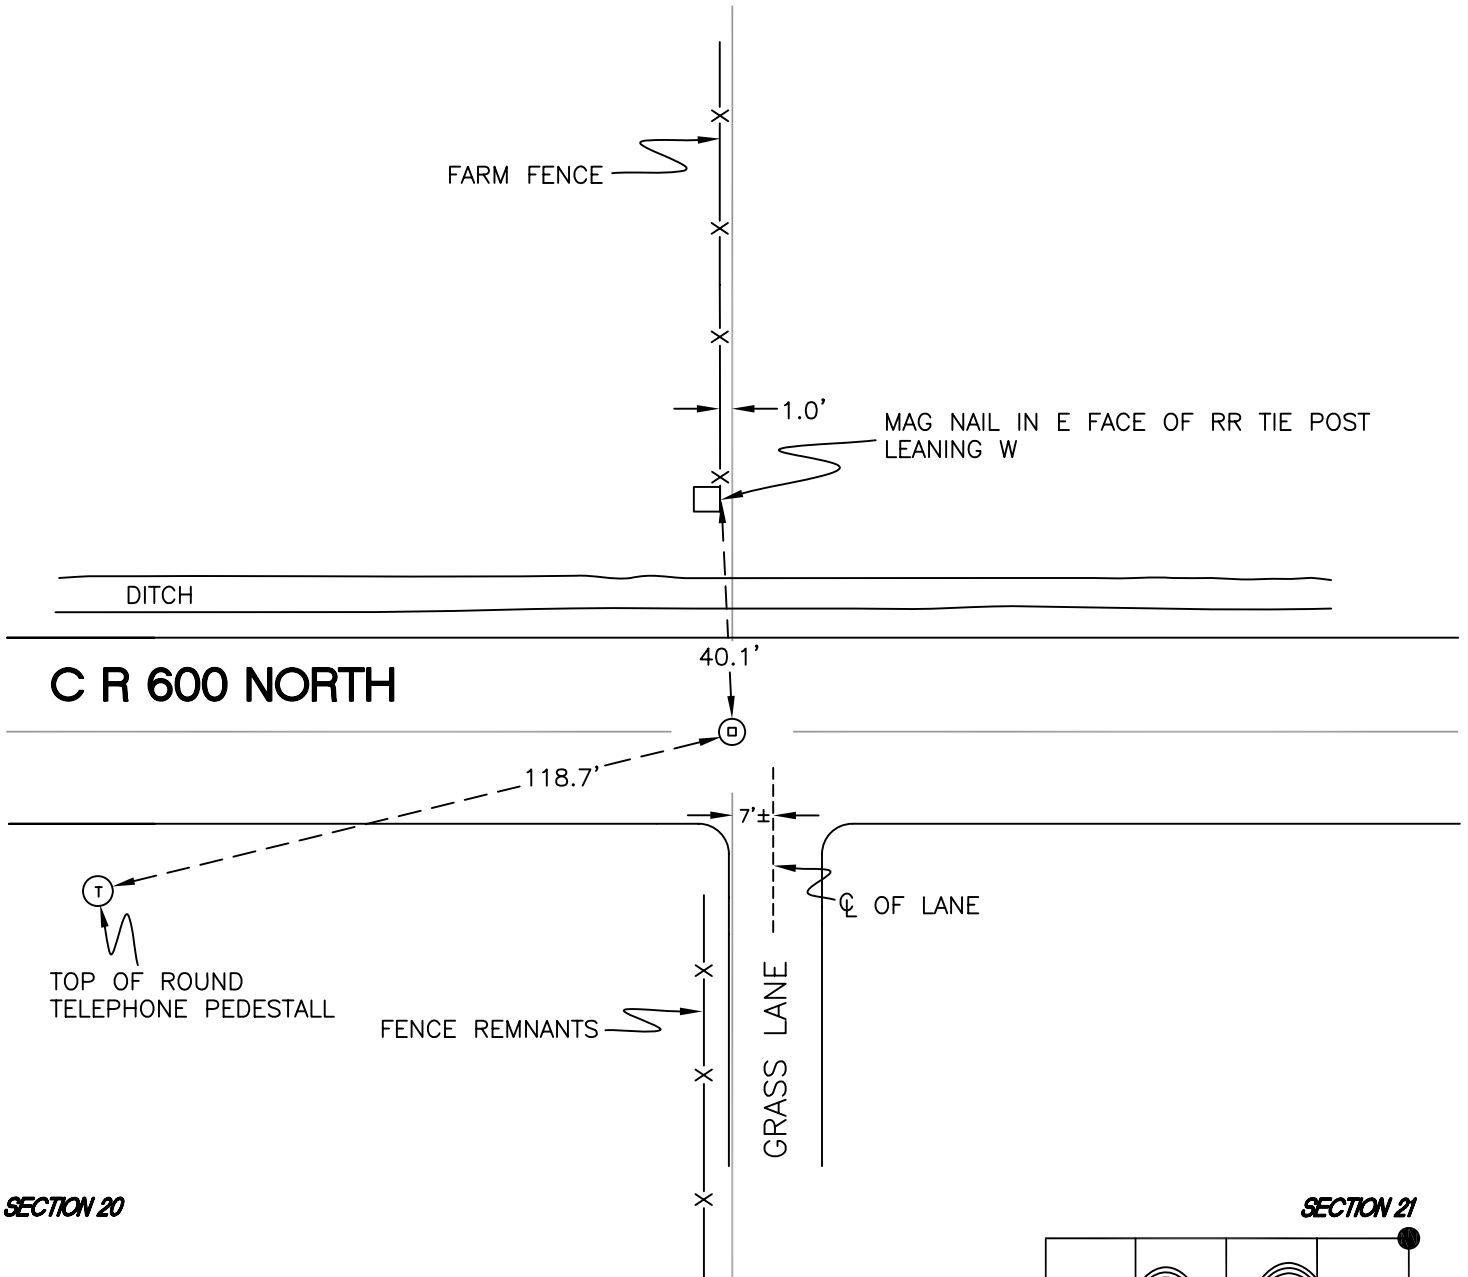 FARM FENCE
1.0'
MAG NAIL IN E FACE OF RR TIE POST
LEANING W
DITCH
40.1'
C R 600 NORTH
118.7'
7'±
T
℄ OF LANE
TOP OF ROUND
TELEPHONE PEDESTALL
FENCE REMNANTS
GRASS LANE
SECTION 20
SECTION 21